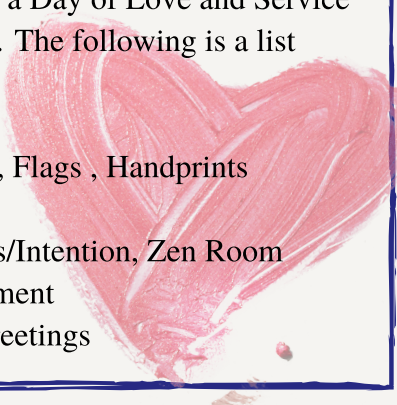 a Day of Love and Service
. The following is a list
, Flags , Handprints
s/Intention, Zen Room
ment
eetings